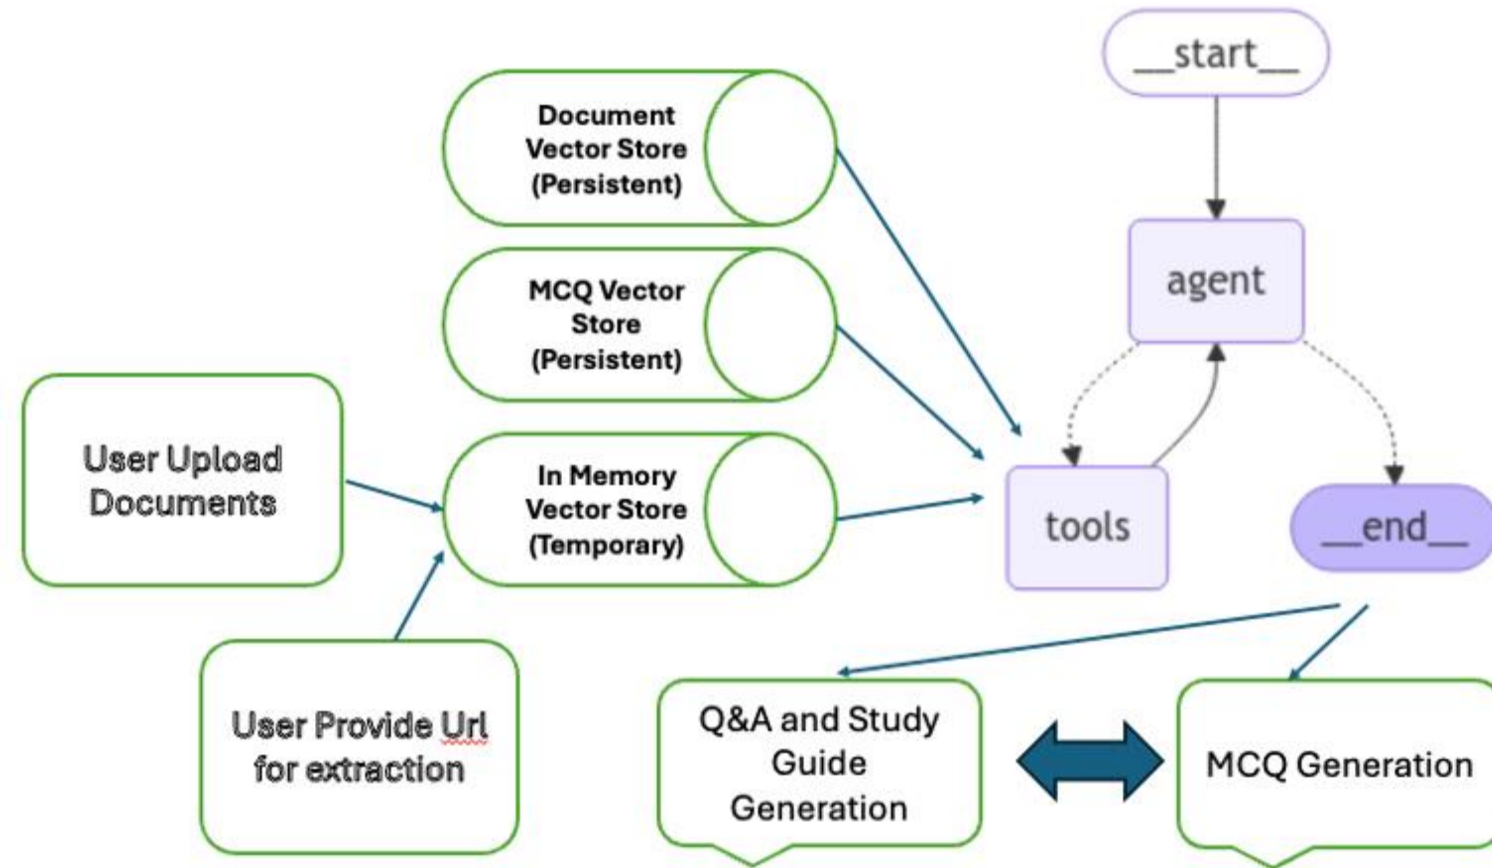 __start__
Document
Vector Store
(Persistent)
agent
MCQ Vector
Store
(Persistent)
User Upload
Documents
In Memory
Vector Store
(Temporary)
tools
__end__
User Provide Url
for extraction
Q&A and Study
Guide
Generation
MCQ Generation